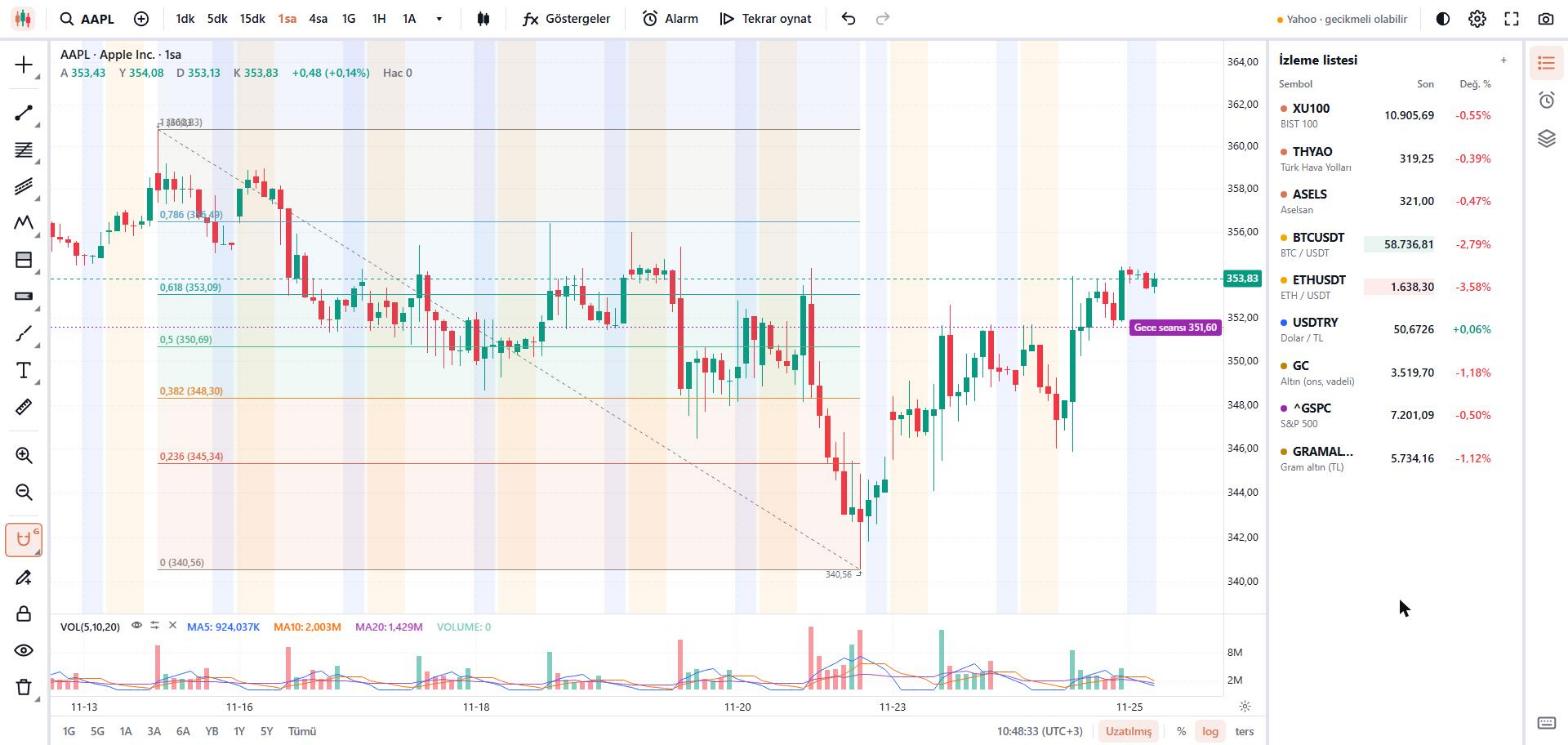 AAPL 1dk 5dk 15dk 1sa 4sa 1G 1H 1A fx Göstergeler Alarm Tekrar oynat Yahoo · gecikmeli olabilir
AAPL · Apple Inc. · 1sa
A 353,43 Y 354,08 D 353,13 K 353,83 +0,48 (+0,14%) Hac 0
364,00
362,00
360,00
358,00
356,00
353,83
352,00
350,00
348,00
346,00
344,00
342,00
340,00
0,618 (353,09)
Gece seansı 351,60
0,5 (350,69)
0,382 (348,30)
0,236 (345,34)
0 (340,56)
340,56
VOL(5,10,20) MA5: 924,037K MA10: 2,003M MA20: 1,429M VOLUME: 0
8M
2M
11-13 11-16 11-18 11-20 11-23 11-25
1G 5G 1A 3A 6A YB 1Y 5Y Tümü 10:48:33 (UTC+3) Uzatılmış % log ters
İzleme listesi +
Sembol Son Değ. %
XU100 10.905,69 -0,55%
BIST 100
THYAO 319,25 -0,39%
Türk Hava Yolları
ASELS 321,00 -0,47%
Aselsan
BTCUSDT 58.736,81 -2,79%
BTC / USDT
ETHUSDT 1.638,30 -3,58%
ETH / USDT
USDTRY 50,6726 +0,06%
Dolar / TL
GC 3.519,70 -1,18%
Altın (ons, vadeli)
^GSPC 7.201,09 -0,50%
S&P 500
GRAMAL... 5.734,16 -1,12%
Gram altın (TL)